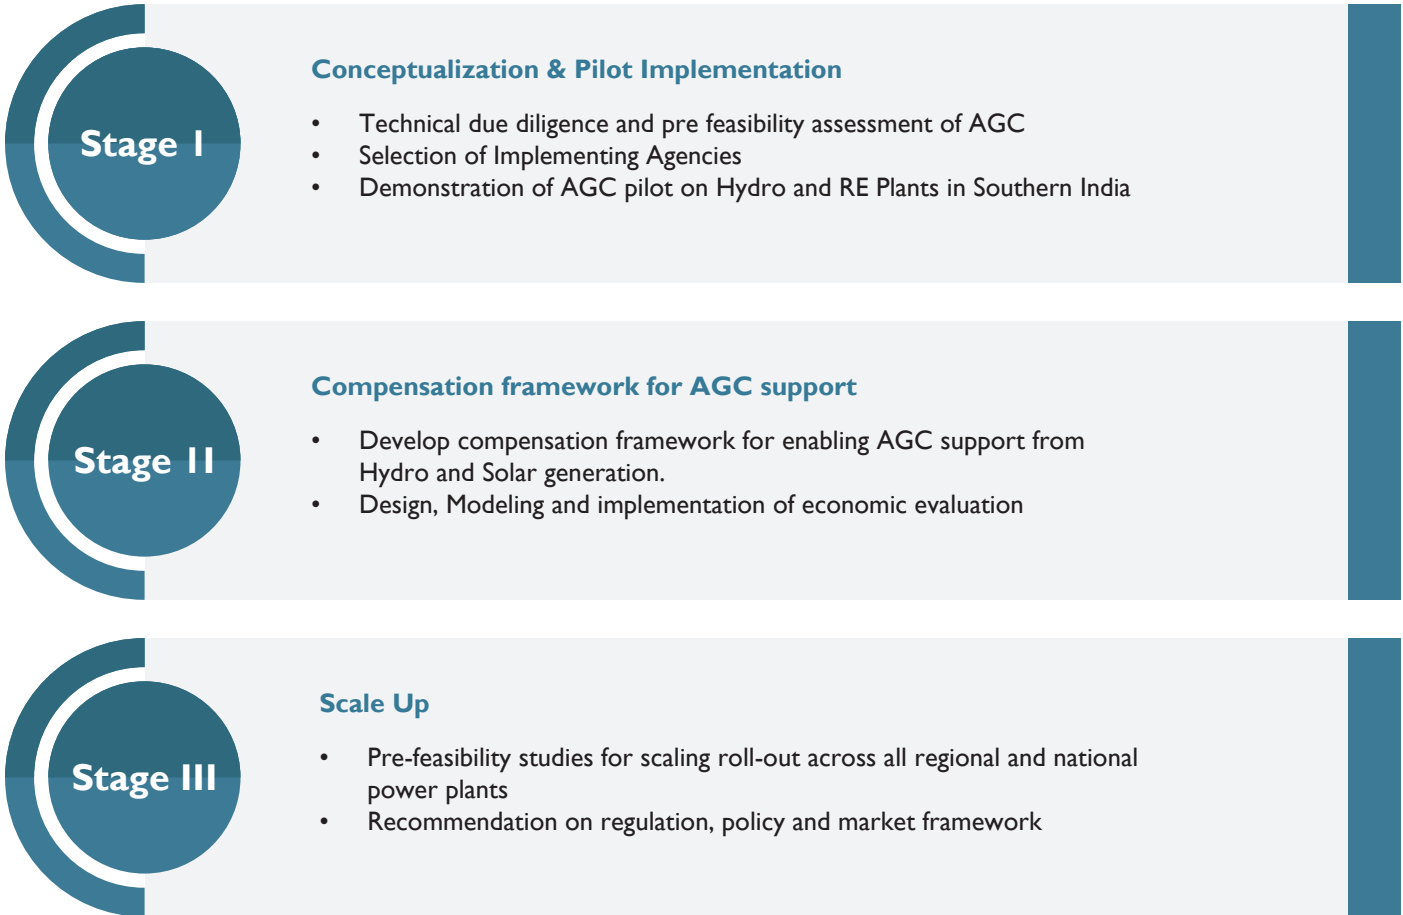 Stage I
Conceptualization & Pilot Implementation
• Technical due diligence and pre feasibility assessment of AGC
• Selection of Implementing Agencies
• Demonstration of AGC pilot on Hydro and RE Plants in Southern India
Stage 1I
Compensation framework for AGC support
• Develop compensation framework for enabling AGC support from
Hydro and Solar generation.
• Design, Modeling and implementation of economic evaluation
Stage III
Scale Up
• Pre-feasibility studies for scaling roll-out across all regional and national
power plants
• Recommendation on regulation, policy and market framework